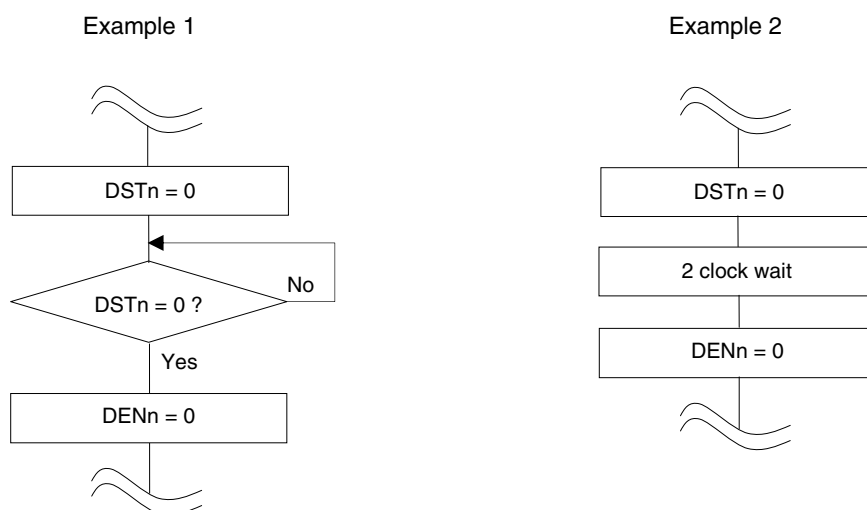 Example 1
DSTn = 0
DSTn = 0 ?
No
Yes
DENn = 0
Example 2
DSTn = 0
2 clock wait
DENn = 0